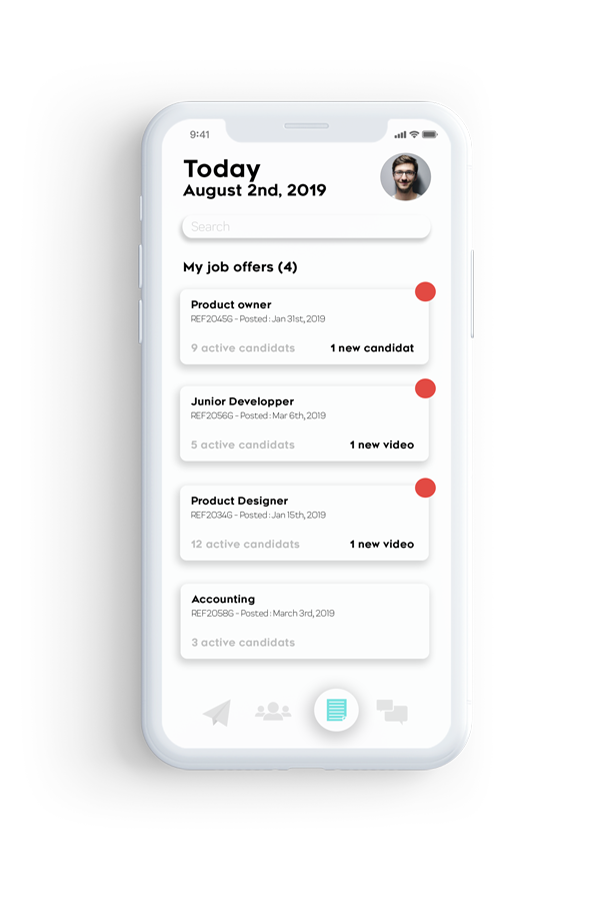 9:41
Today
August 2nd, 2019
Search
My job offers (4)
Product owner
REF2045G - Posted : Jan 31st, 2019
9 active candidats
1 new candidat
Junior Developper
REF2056G - Posted : Mar 6th, 2019
5 active candidats
1 new video
Product Designer
REF2034G - Posted : Jan 15th, 2019
12 active candidats
1 new video
Accounting
REF2058G - Posted : March 3rd, 2019
3 active candidats